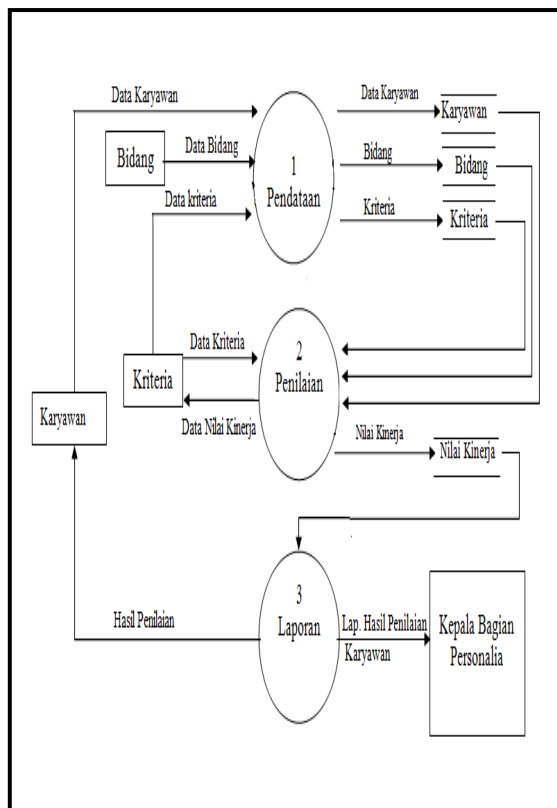 Data Karyawan
Data Karyawan
Karyawan
Bidang
Data Bidang
1
Pendataan
Bidang
Bidang
Data kriteria
Kriteria
Kriteria
Data Kriteria
2
Penilaian
Kriteria
Karyawan
Data Nilai Kinerja
Nilai Kinerja
Nilai Kinerja
3
Laporan
Hasil Penilaian
Lap. Hasil Penilaian
Karyawan
Kepala Bagian
Personalia